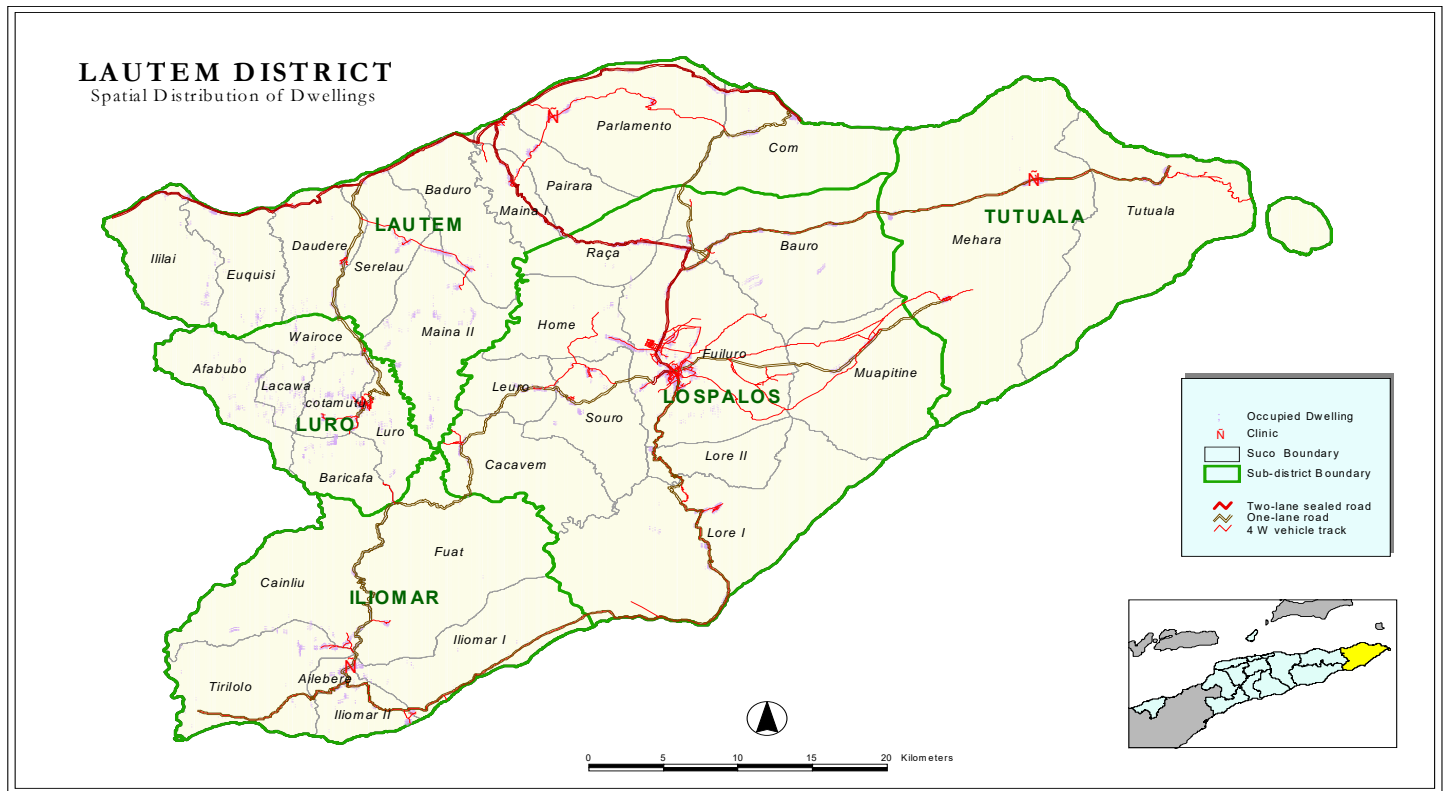 LAUTEM DISTRICT
Spatial Distribution of Dwellings
Parlamento
Com
Baduro
Pairara
Maina I
LAUTEM
TUTUALA
Tutuala
Daudere
Mehara
Bauro
Raça
Ililai
Euquisi
Serelau
Home
Maina II
Wairoce
Fuiluro
Afabubo
Lacawa
Leuro
Muapitine
cotamutu
LOSPALOS
LURO
Luro
Souro
Lore II
Cacavem
Baricafa
Lore I
Fuat
Cainliu
ILIOMAR
Iliomar I
Ailebere
Tirilolo
Iliomar II
Occupied Dwelling
Ñ Clinic
Suco Boundary
Sub-district Boundary
Two-lane sealed road
One-lane road
4 W vehicle track
Ñ
Ñ
Ñ
0 5 10 15 20 Kilometers